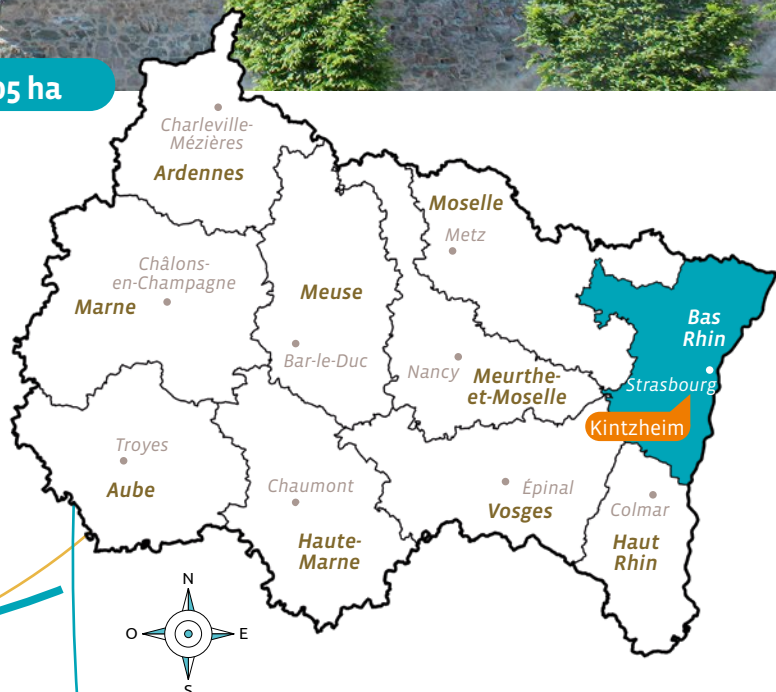 ha
Charleville-
Mézières
Ardennes
Moselle
Metz
Châlons-
en-Champagne
Marne
Meuse
Bas
Rhin
Bar-le-Duc
Nancy
Meurthe-
et-Moselle
Strasbourg
Kintzheim
Troyes
Aube
Chaumont
Haute-
Marne
Épinal
Vosges
Colmar
Haut
Rhin
N
O
E
S